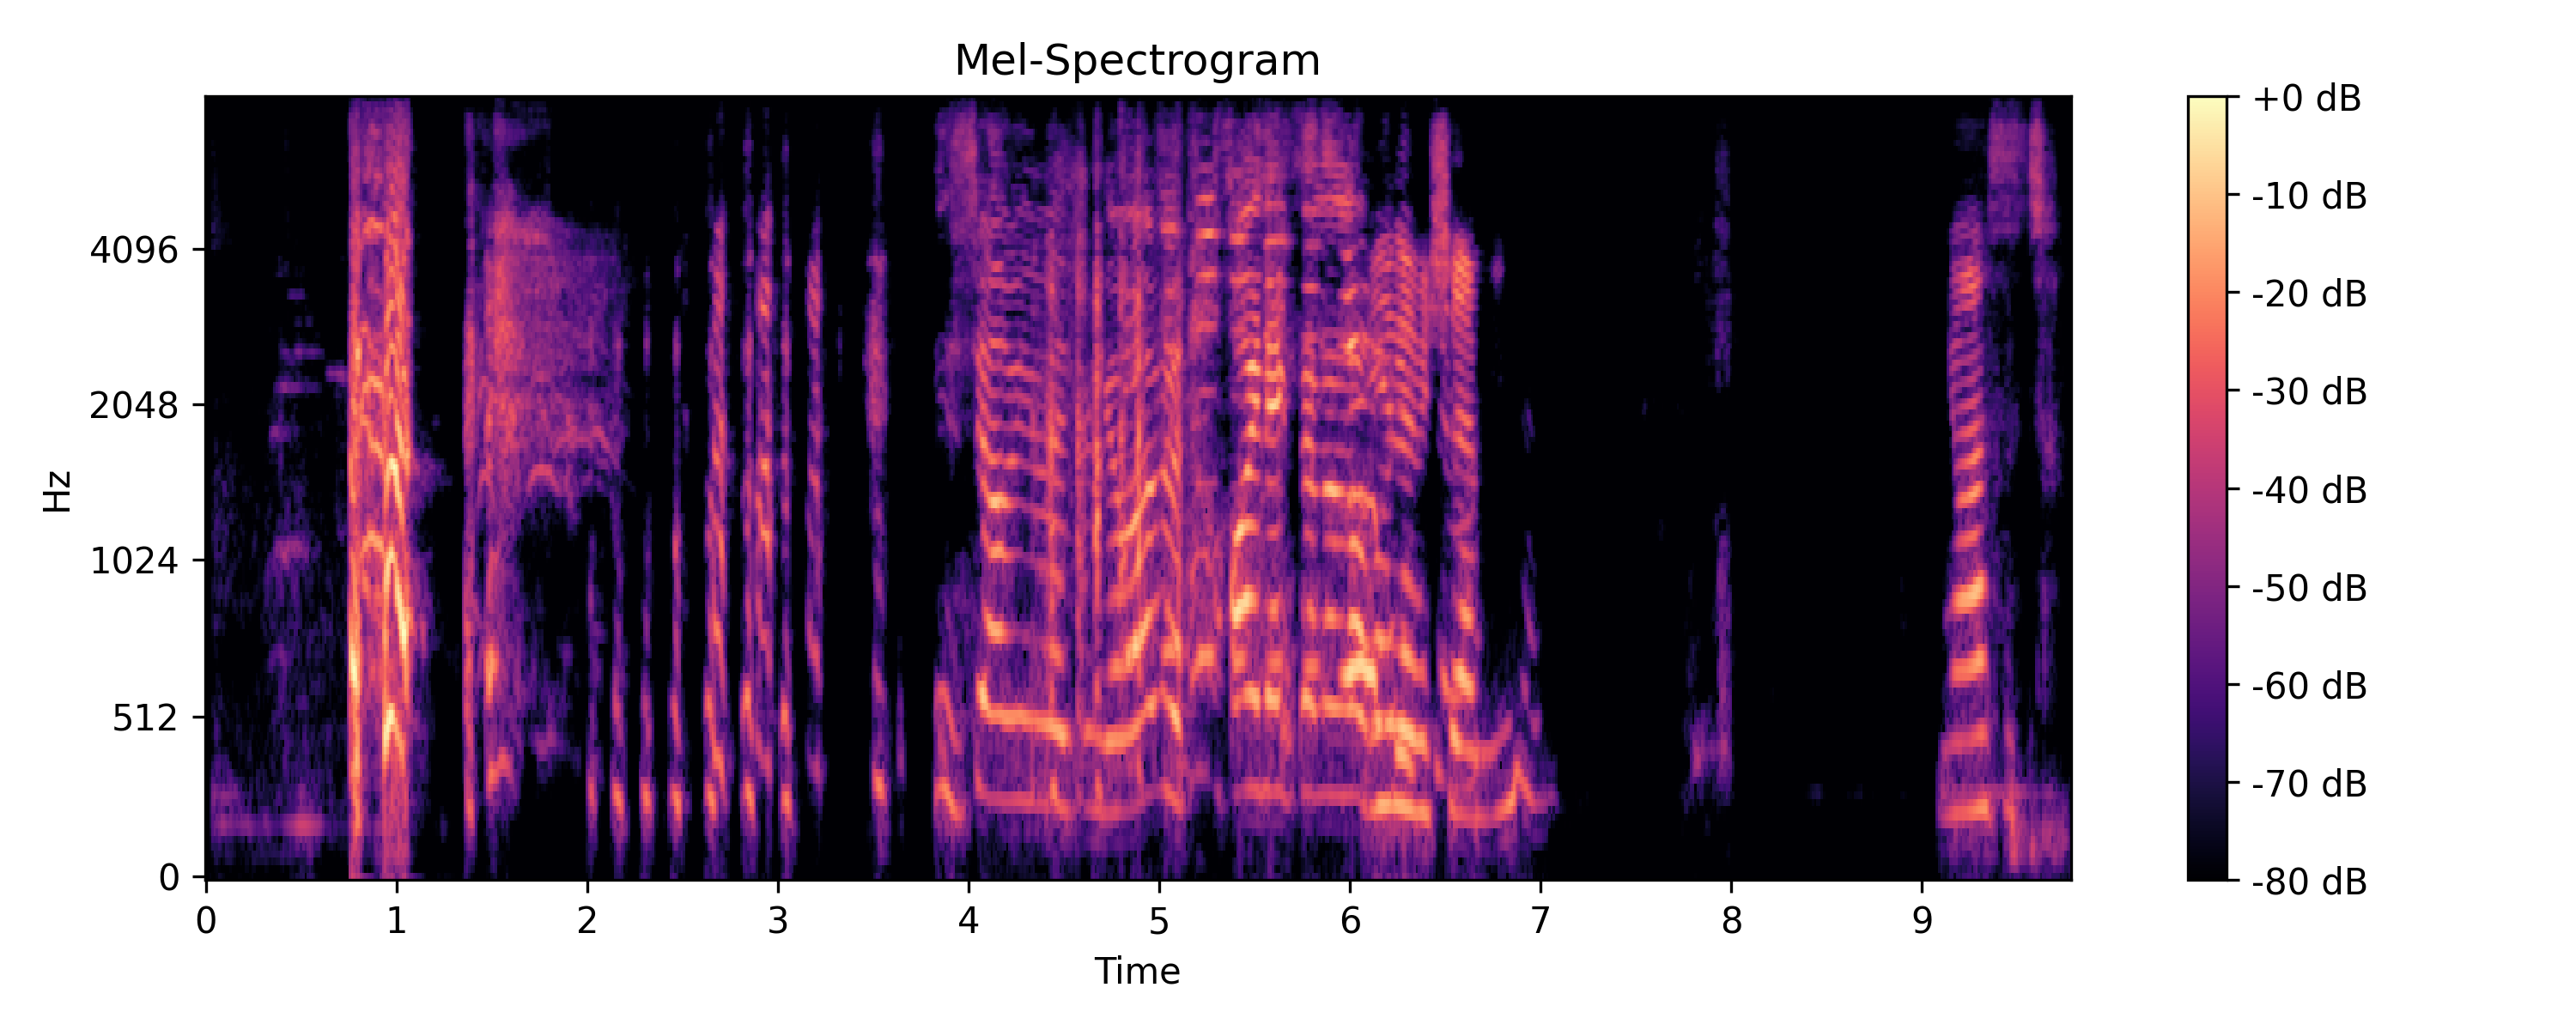 Mel-Spectrogram
Hz
4096
2048
1024
512
0
0 1 2 3 4 5 6 7 8 9
Time
+0 dB
-10 dB
-20 dB
-30 dB
-40 dB
-50 dB
-60 dB
-70 dB
-80 dB